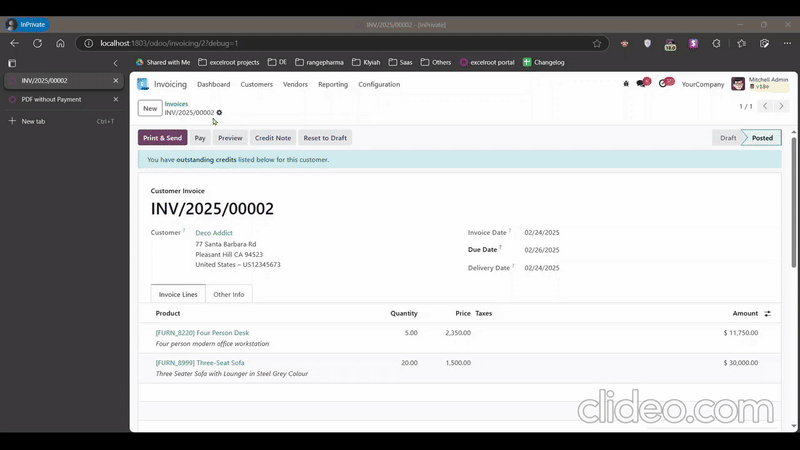 InPrivate
INV/2025/00002 - [InPrivate]
localhost:1803/odoo/invoicing/2?debug=1
Shared with Me
excelroot projects
DE
rangepharma
Klyiah
Saas
Others
excelroot portal
Changelog
INV/2025/00002
PDF without Payment
New tab
Ctrl+T
Invoicing
Dashboard
Customers
Vendors
Reporting
Configuration
YourCompany
Mitchell Admin
v18e
New
Invoices
INV/2025/00002
1 / 1
Print & Send
Pay
Preview
Credit Note
Reset to Draft
Draft
Posted
You have outstanding credits listed below for this customer.
Customer Invoice
INV/2025/00002
Customer ?
Deco Addict
77 Santa Barbara Rd
Pleasant Hill CA 94523
United States – US12345673
Invoice Date ?
02/24/2025
Due Date ?
02/26/2025
Delivery Date ?
02/24/2025
Invoice Lines
Other Info
Product
Quantity
Price
Taxes
Amount
[FURN_8220] Four Person Desk
Four person modern office workstation
5.00
2,350.00
$ 11,750.00
[FURN_8999] Three-Seat Sofa
Three Seater Sofa with Lounger in Steel Grey Colour
20.00
1,500.00
$ 30,000.00
clideo.com